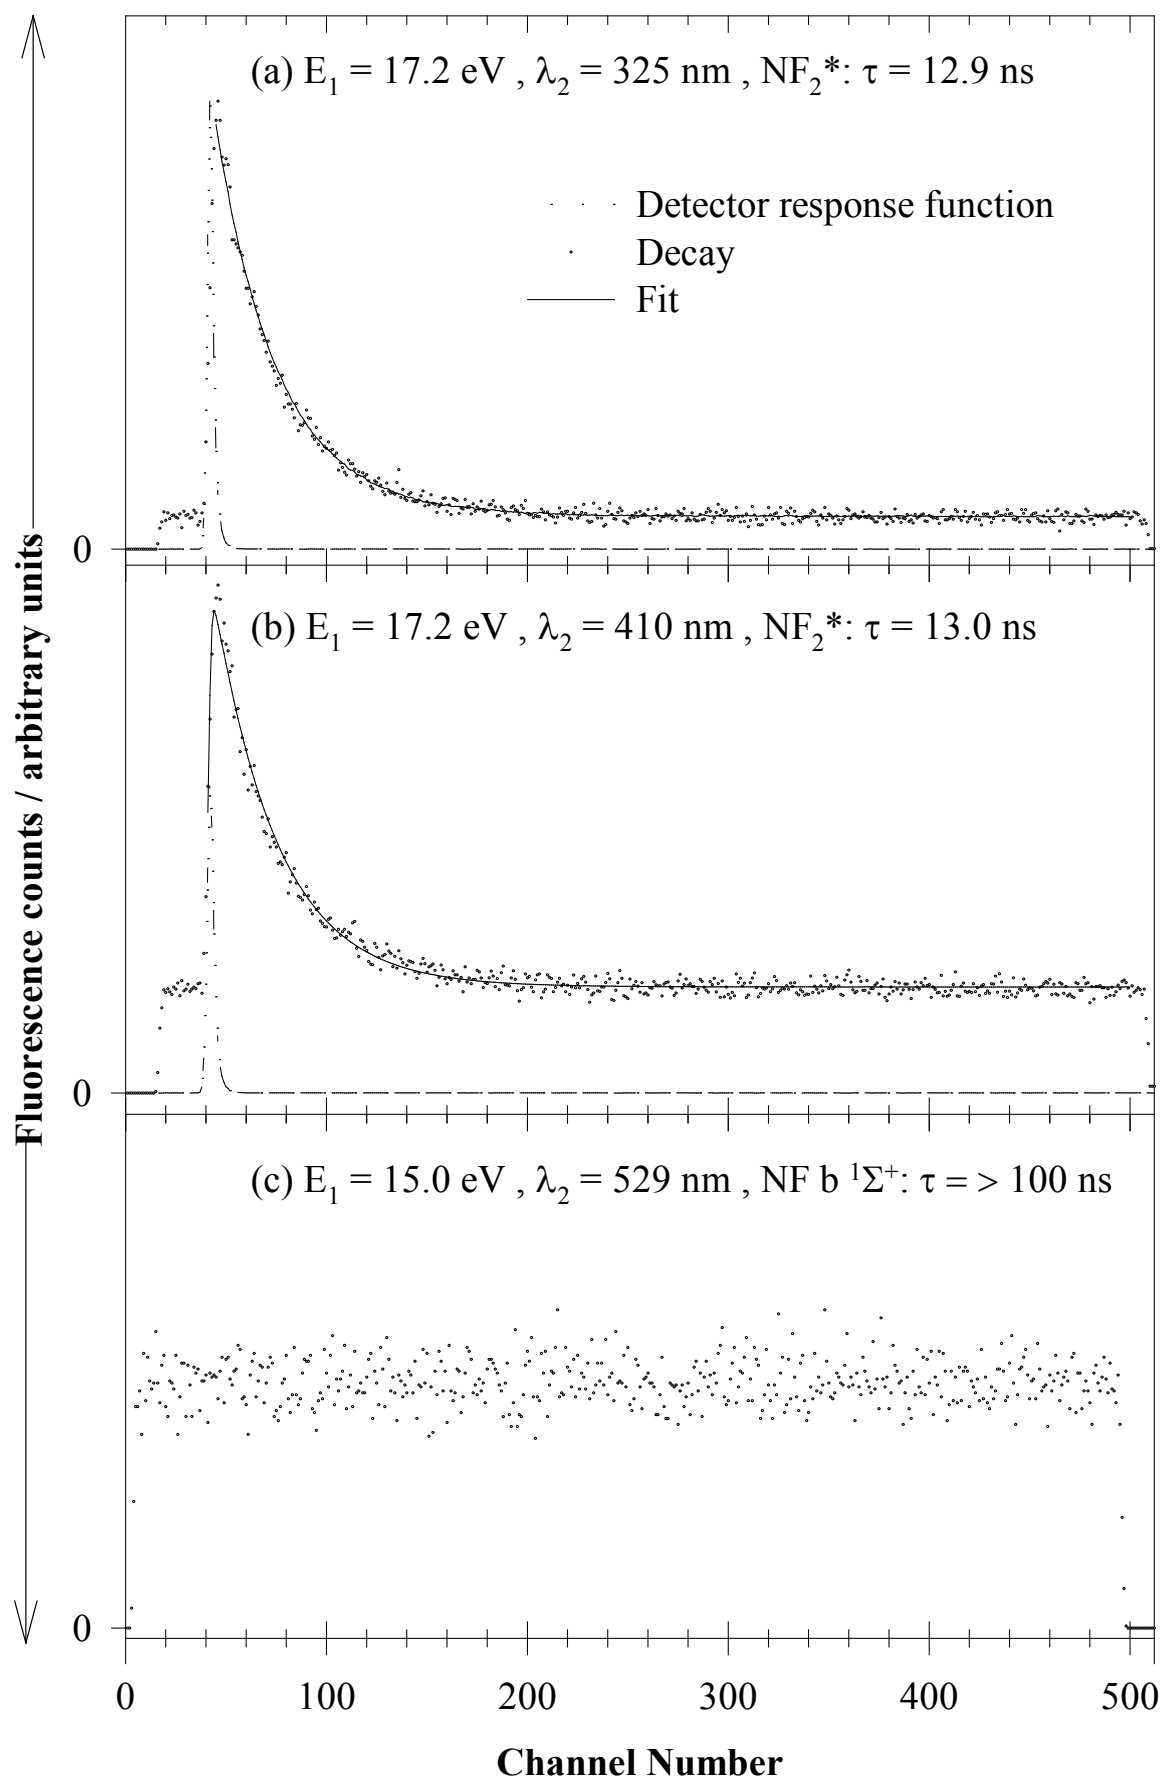 (a) E₁ = 17.2 eV , λ₂ = 325 nm , NF₂*: τ = 12.9 ns
Detector response function
Decay
Fit
0
(b) E₁ = 17.2 eV , λ₂ = 410 nm , NF₂*: τ = 13.0 ns
0
(c) E₁ = 15.0 eV , λ₂ = 529 nm , NF b ¹Σ⁺: τ = > 100 ns
0
Fluorescence counts / arbitrary units
0 100 200 300 400 500
Channel Number